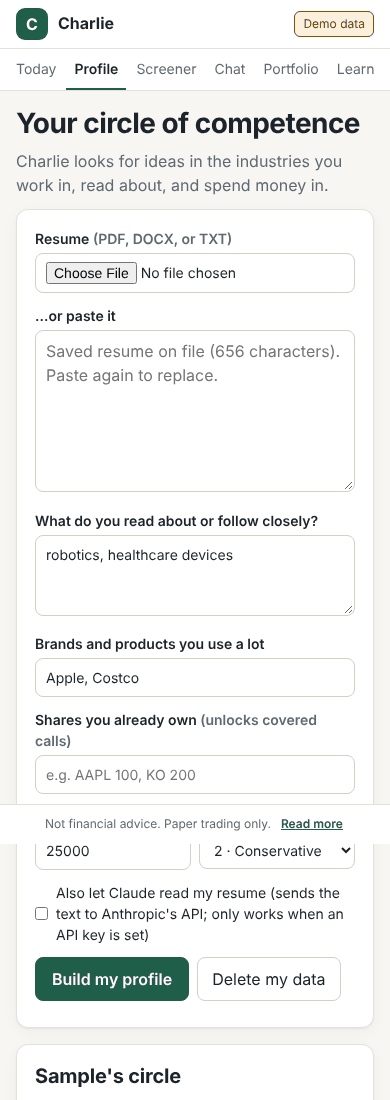 C Charlie Demo data
Today Profile Screener Chat Portfolio Learn
Your circle of competence
Charlie looks for ideas in the industries you
work in, read about, and spend money in.
Resume (PDF, DOCX, or TXT)
Choose File No file chosen
...or paste it
Saved resume on file (656 characters).
Paste again to replace.
What do you read about or follow closely?
robotics, healthcare devices
Brands and products you use a lot
Apple, Costco
Shares you already own (unlocks covered
calls)
e.g. AAPL 100, KO 200
Not financial advice. Paper trading only. Read more
25000 2 · Conservative
Also let Claude read my resume (sends the
text to Anthropic's API; only works when an
API key is set)
Build my profile Delete my data
Sample's circle